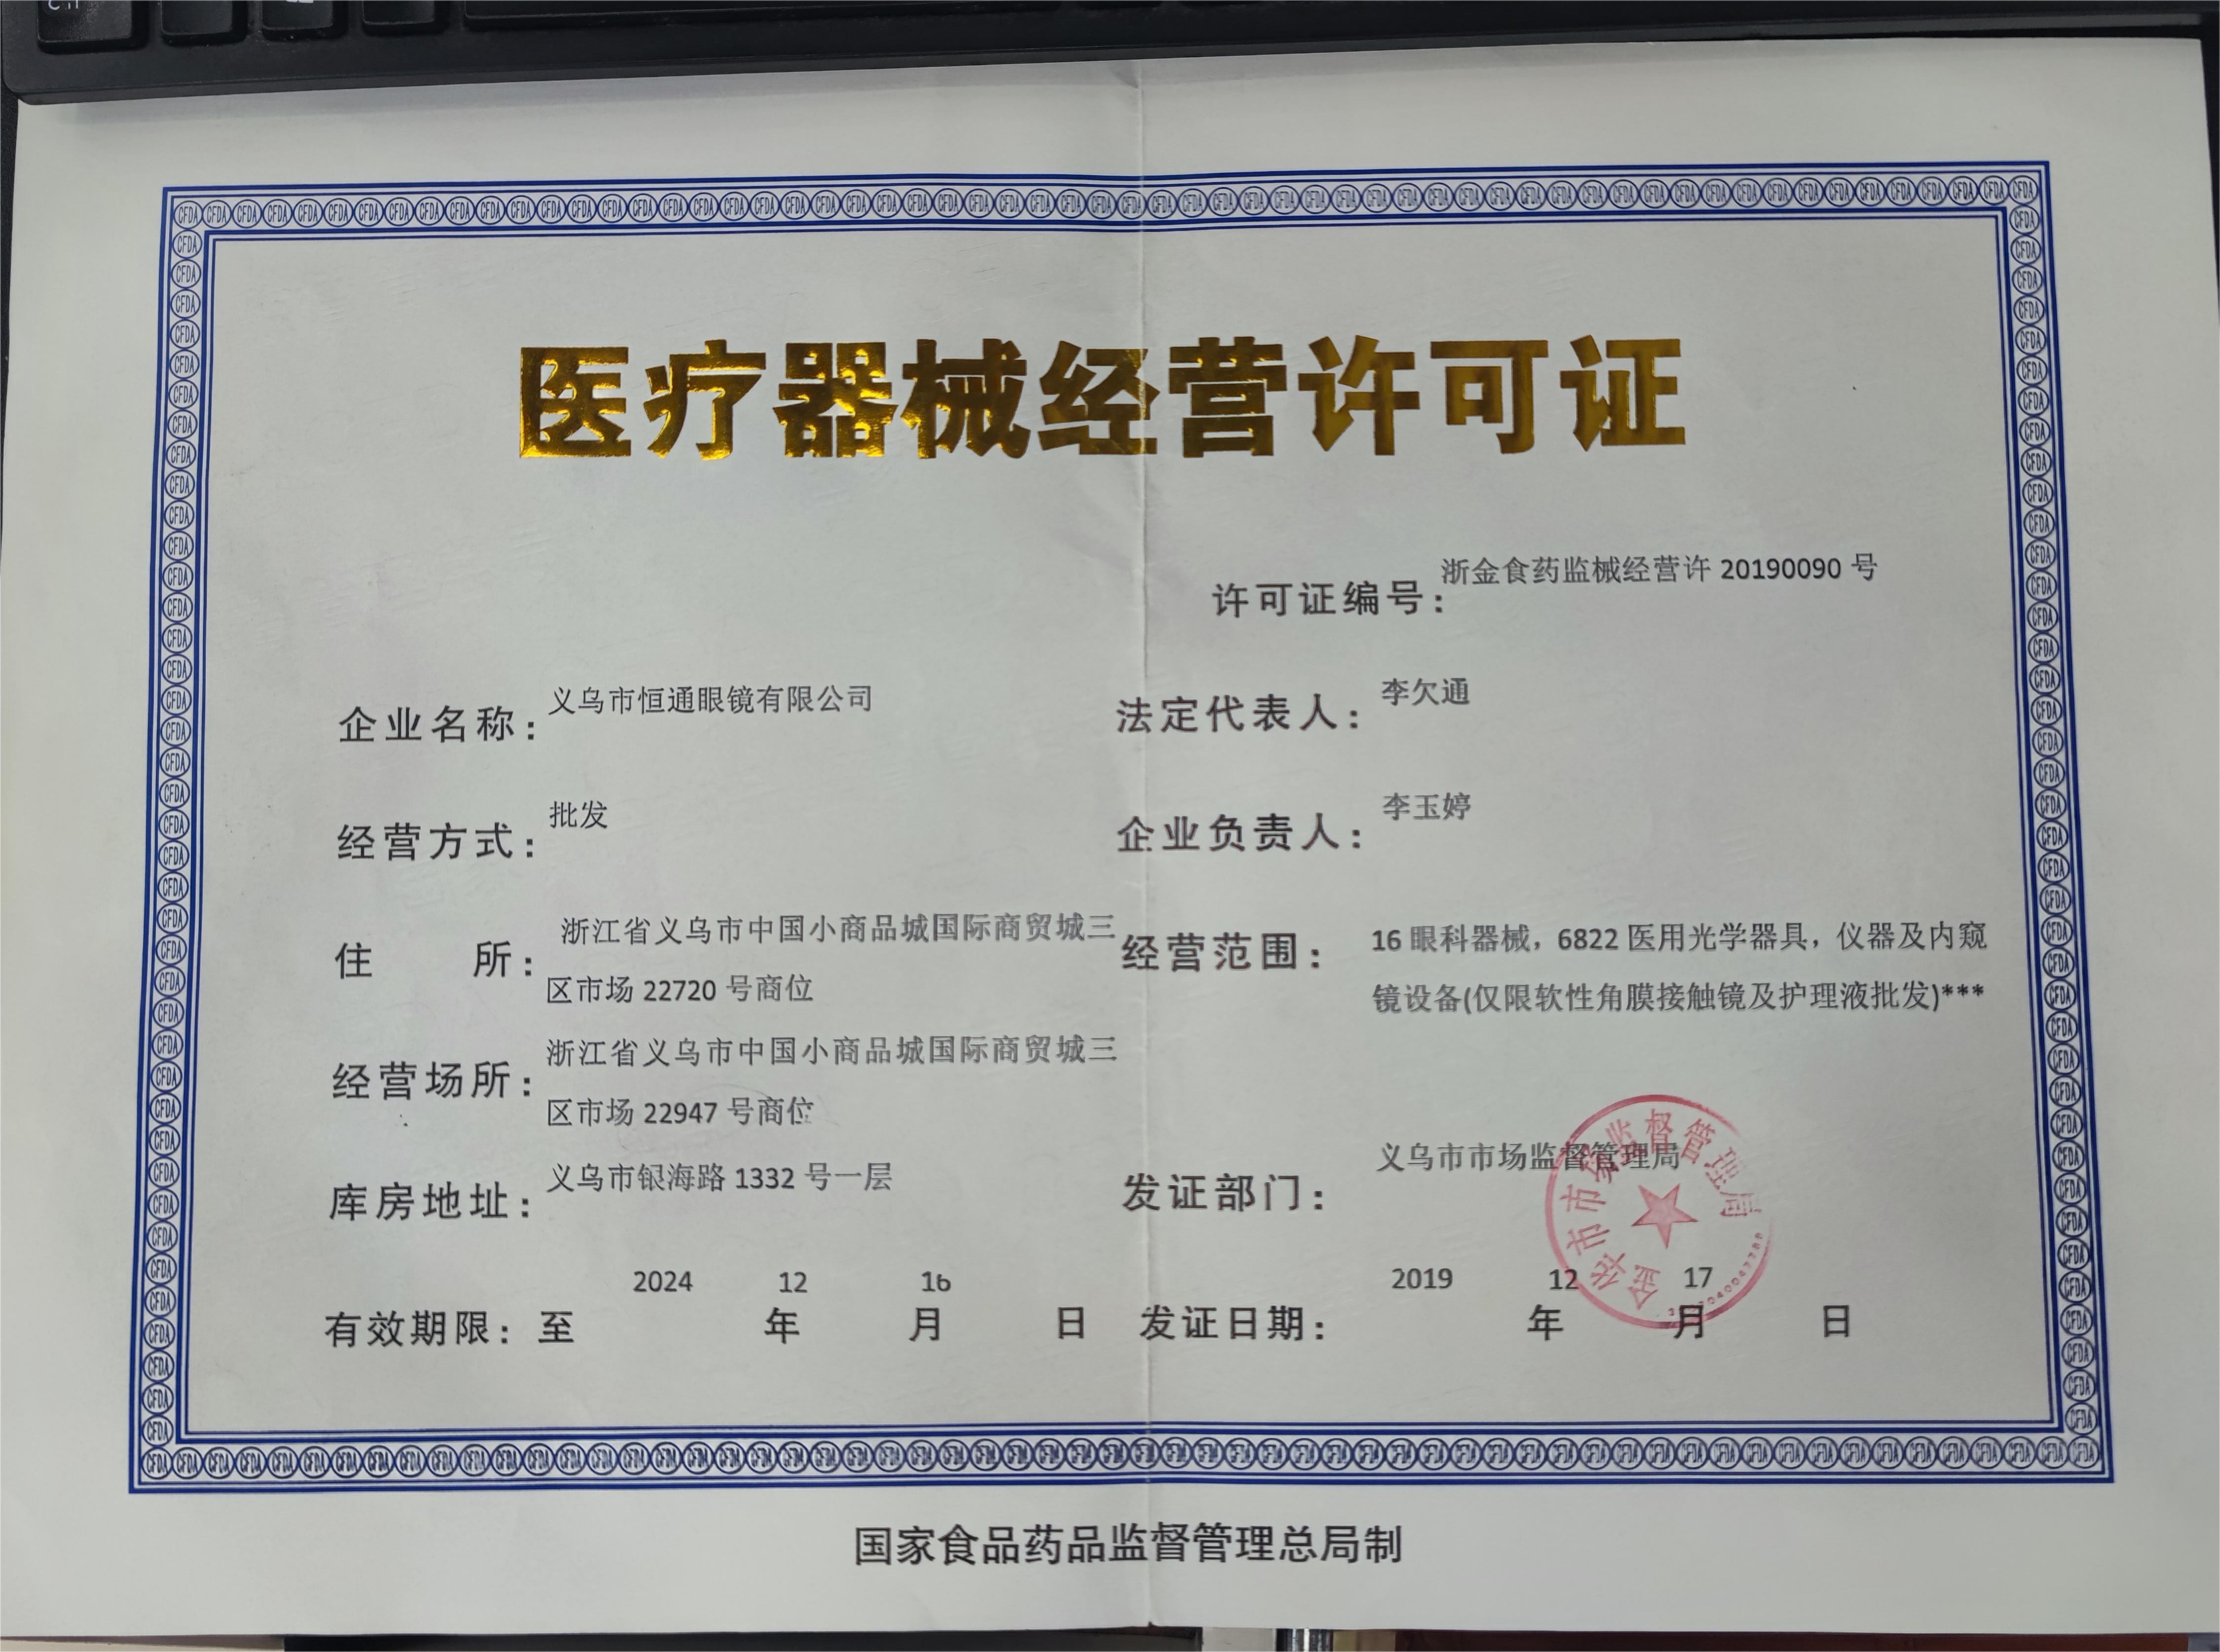 医疗器械经营许可证
许可证编号：浙金食药监械经营许 20190090 号
企业名称：义乌市恒通眼镜有限公司
法定代表人：李欠通
经营方式：批发
企业负责人：李玉婷
住所：浙江省义乌市中国小商品城国际商贸城三
区市场 22720 号商位
经营范围：16 眼科器械，6822 医用光学器具，仪器及内窥
镜设备(仅限软性角膜接触镜及护理液批发)***
经营场所：浙江省义乌市中国小商品城国际商贸城三
区市场 22947 号商位
库房地址：义乌市银海路 1332 号一层
发证部门：义乌市市场监督管理局
金华市市场监督管理局
有效期限：至 2024 年 12 月 16 日
发证日期：2019 年 12 月 17 日
国家食品药品监督管理总局制